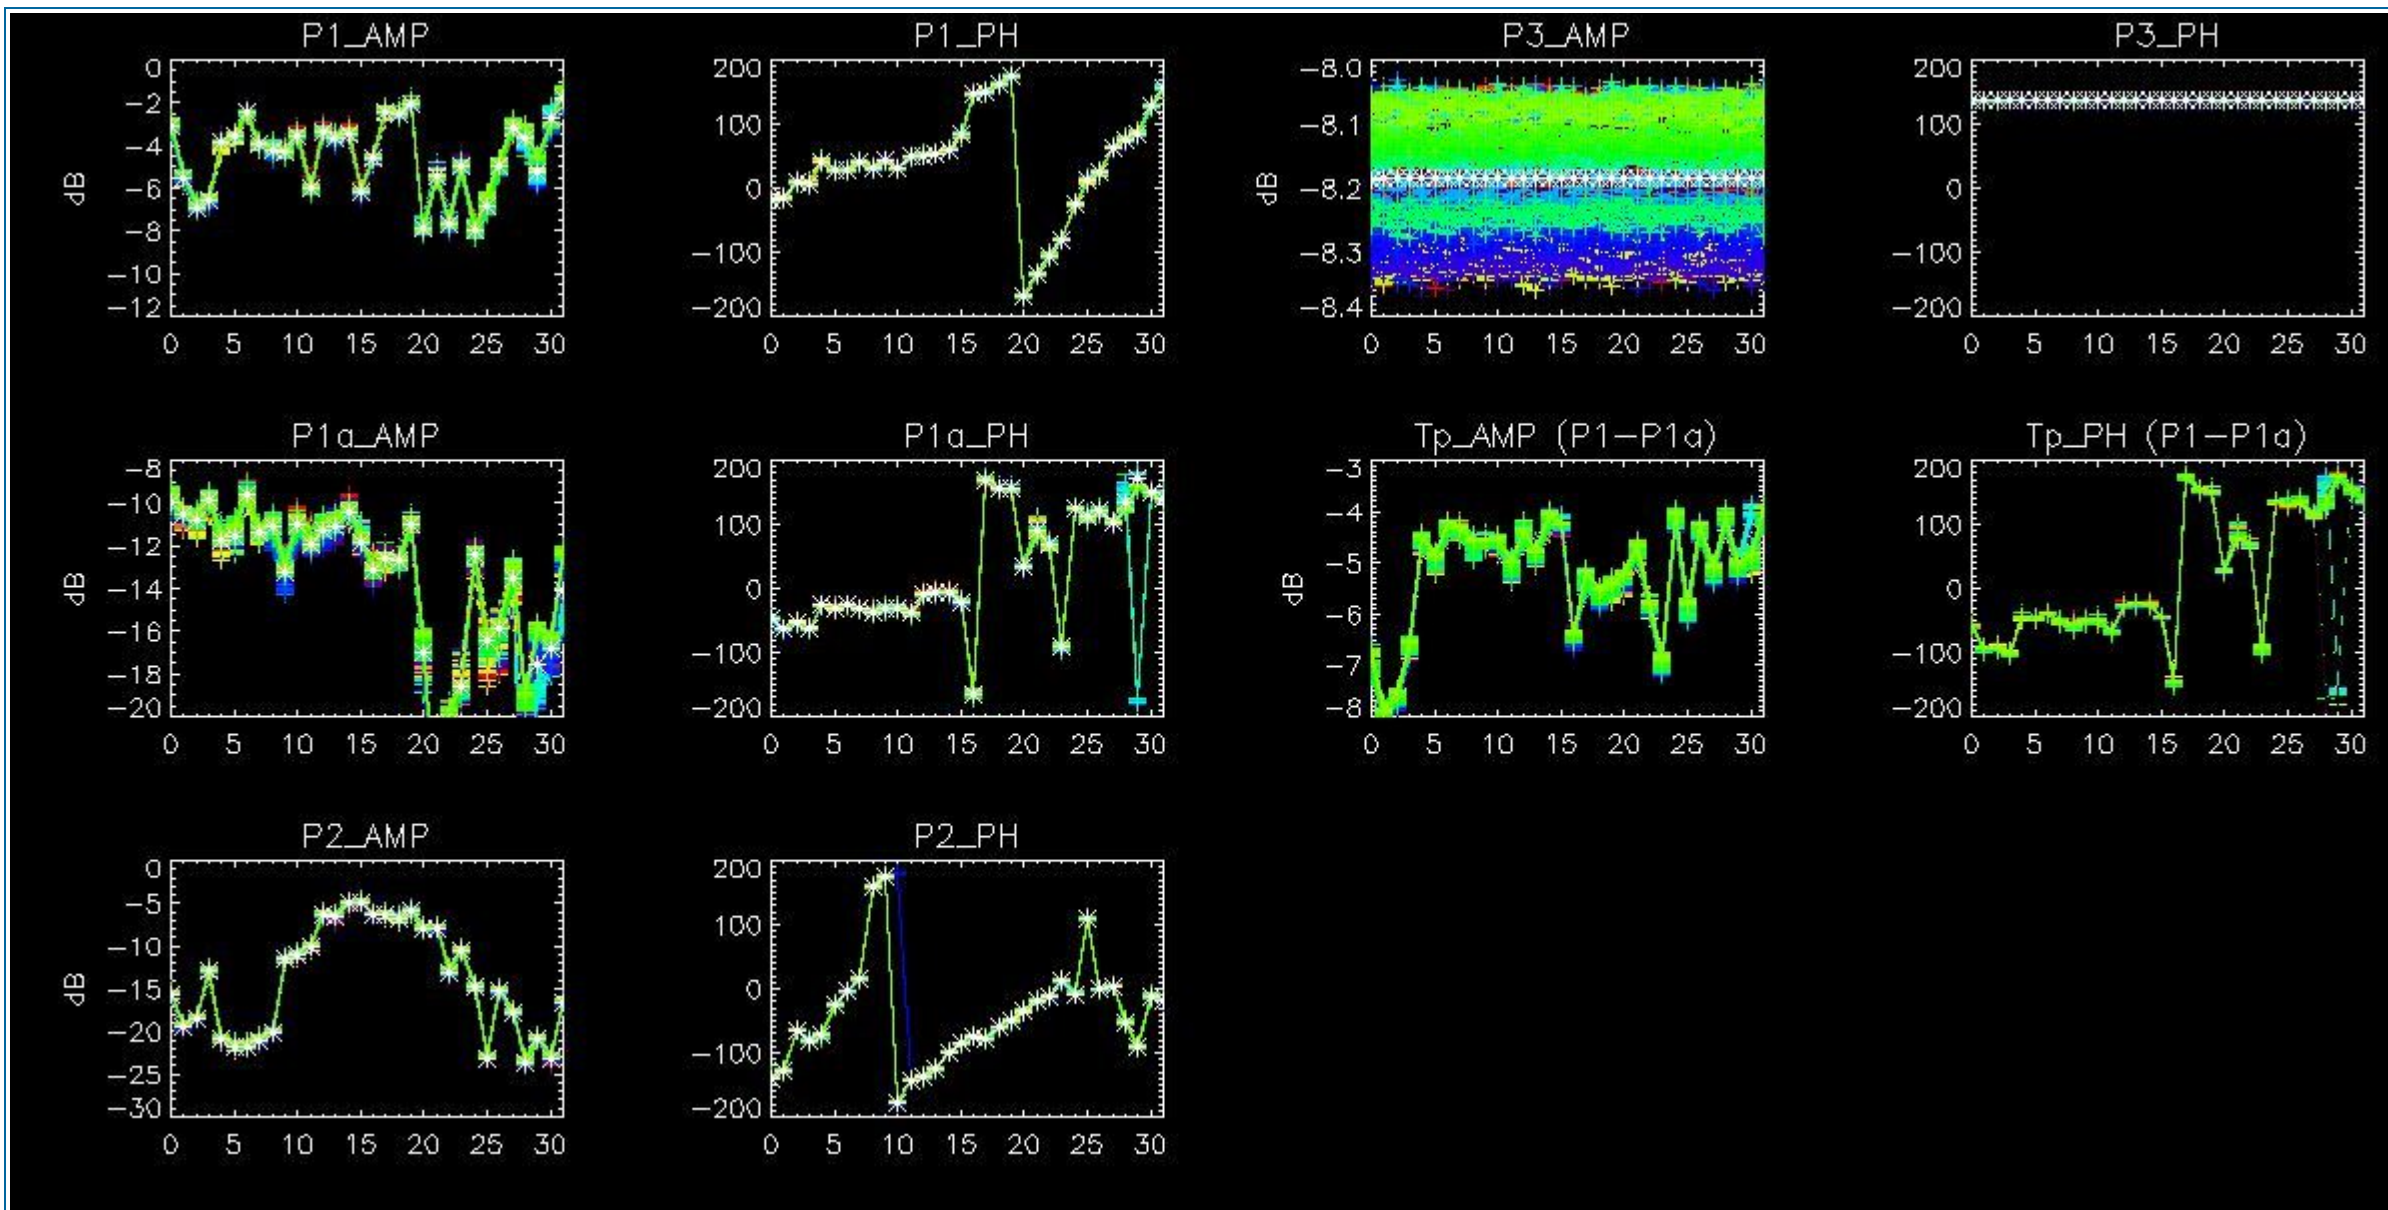 P1_AMP
0
−2
−4
−6
−8
−10
−12
dB
0 5 10 15 20 25 30
P1_PH
200
100
0
−100
−200
0 5 10 15 20 25 30
P3_AMP
−8.0
−8.1
−8.2
−8.3
−8.4
dB
0 5 10 15 20 25 30
P3_PH
200
100
0
−100
−200
0 5 10 15 20 25 30
P1a_AMP
−8
−10
−12
−14
−16
−18
−20
dB
0 5 10 15 20 25 30
P1a_PH
200
100
0
−100
−200
0 5 10 15 20 25 30
Tp_AMP (P1−P1a)
−3
−4
−5
−6
−7
−8
dB
0 5 10 15 20 25 30
Tp_PH (P1−P1a)
200
100
0
−100
−200
0 5 10 15 20 25 30
P2_AMP
0
−5
−10
−15
−20
−25
−30
dB
0 5 10 15 20 25 30
P2_PH
200
100
0
−100
−200
0 5 10 15 20 25 30